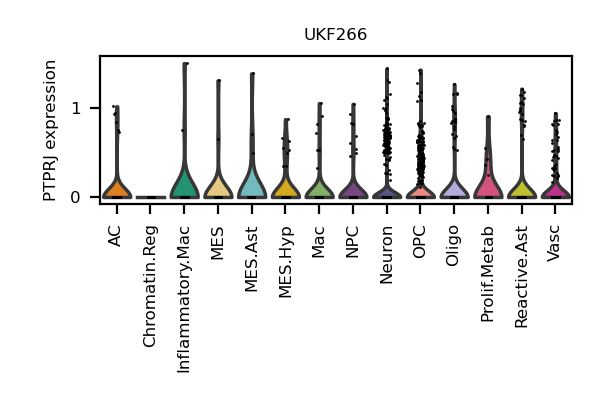 UKF266
PTPRJ expression
1
0
AC
Chromatin.Reg
Inflammatory.Mac
MES
MES.Ast
MES.Hyp
Mac
NPC
Neuron
OPC
Oligo
Prolif.Metab
Reactive.Ast
Vasc